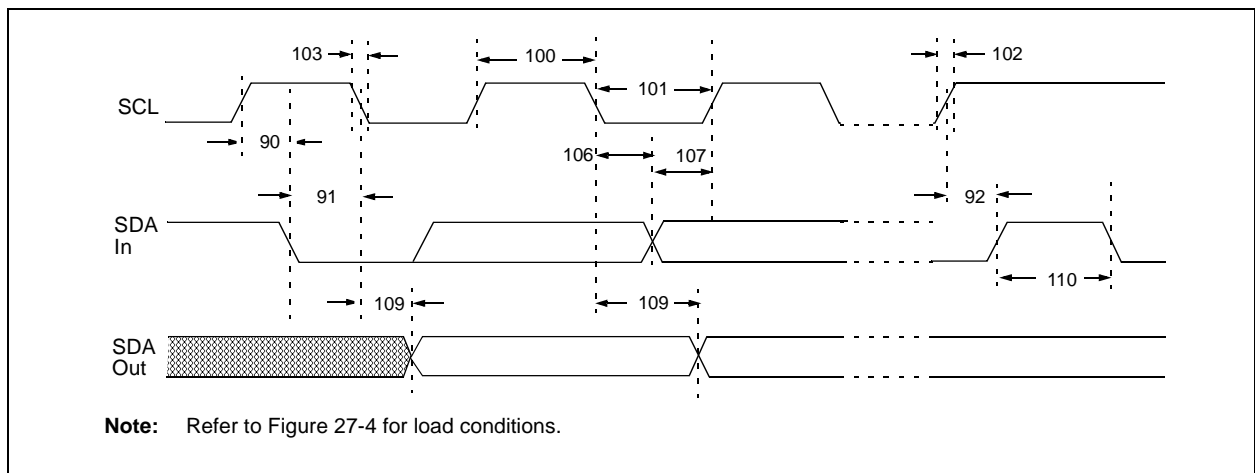 103
100
102
101
SCL
90
106
107
91
92
SDA
In
109
109
110
SDA
Out
Note: Refer to Figure 27-4 for load conditions.